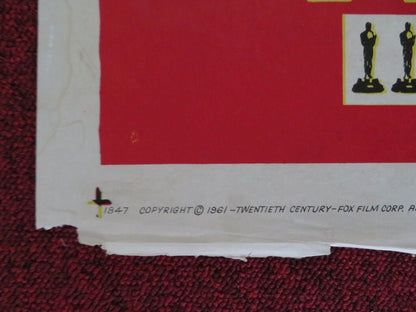 1847 COPYRIGHT © 1961 - TWENTIETH CENTURY - FOX FILM CORP.